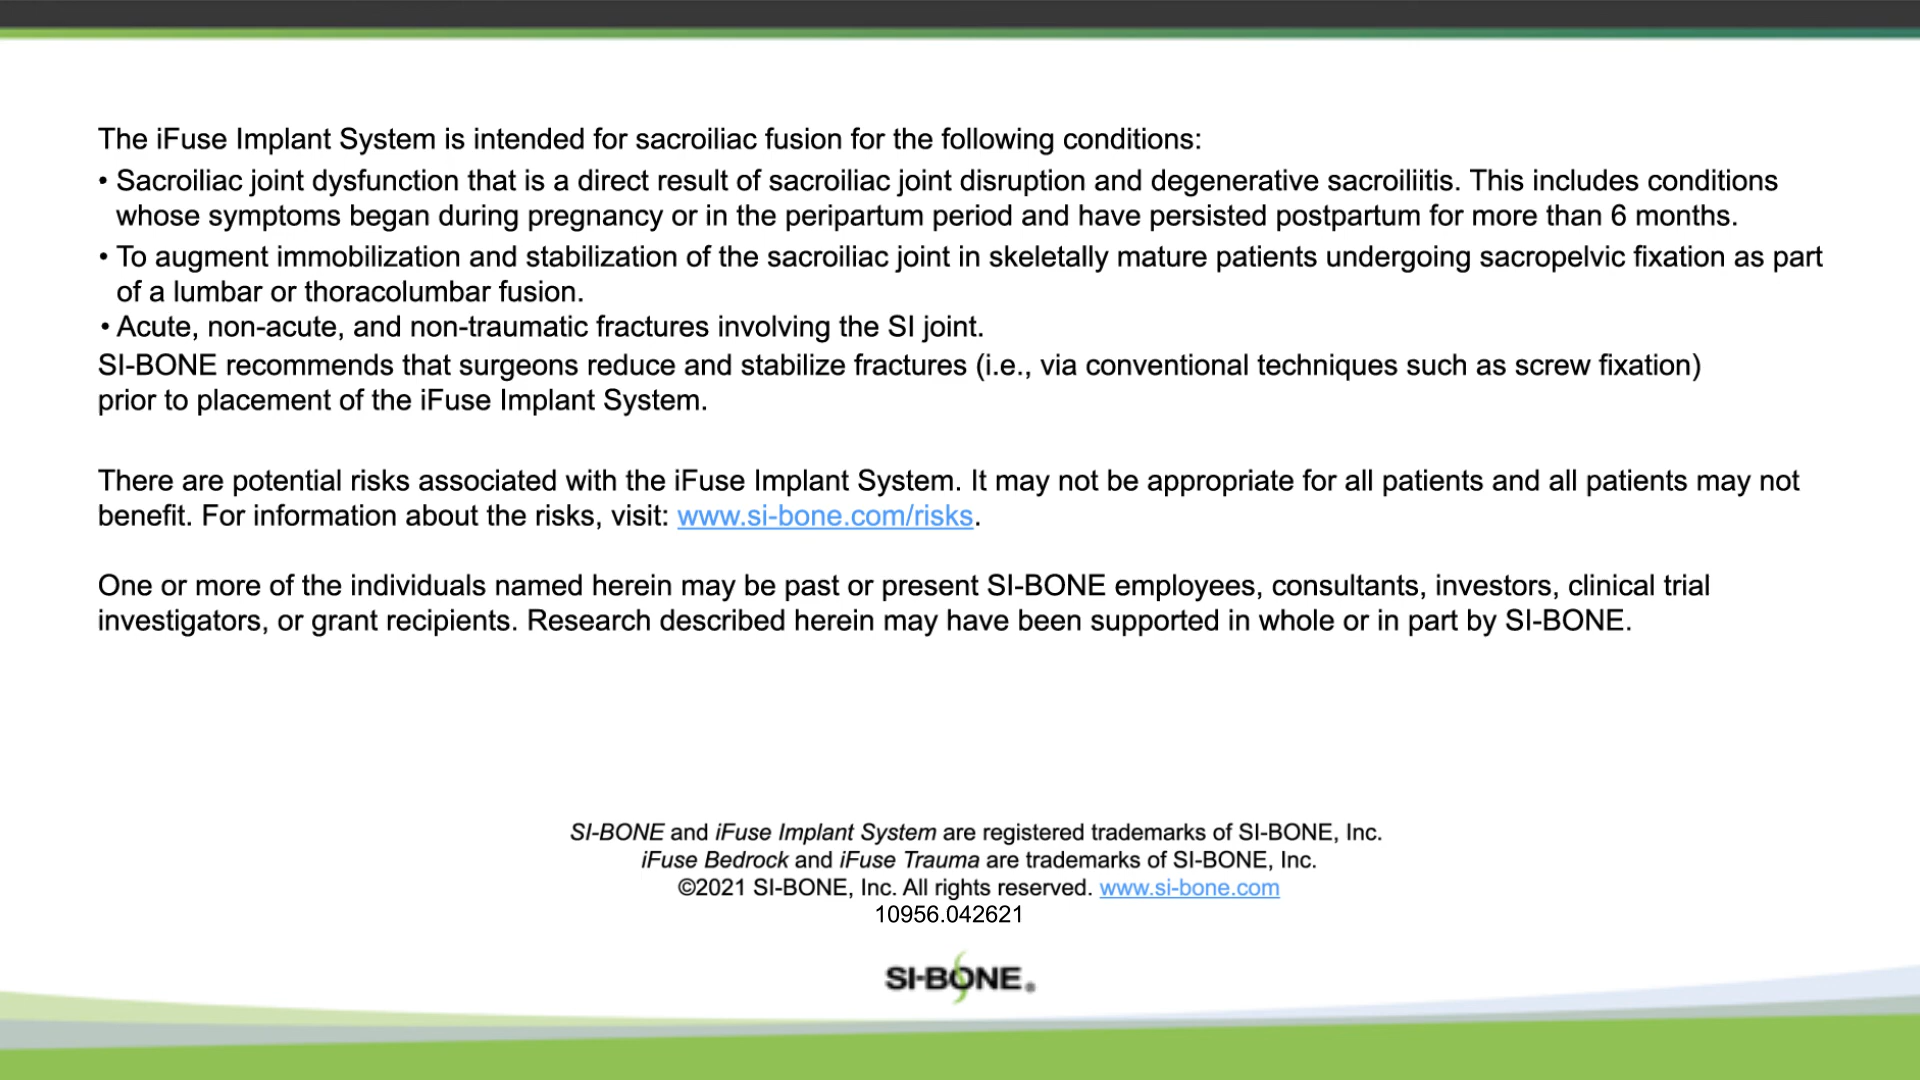 The iFuse Implant System is intended for sacroiliac fusion for the following conditions:
• Sacroiliac joint dysfunction that is a direct result of sacroiliac joint disruption and degenerative sacroiliitis. This includes conditions
whose symptoms began during pregnancy or in the peripartum period and have persisted postpartum for more than 6 months.
• To augment immobilization and stabilization of the sacroiliac joint in skeletally mature patients undergoing sacropelvic fixation as part
of a lumbar or thoracolumbar fusion.
• Acute, non-acute, and non-traumatic fractures involving the SI joint.
SI-BONE recommends that surgeons reduce and stabilize fractures (i.e., via conventional techniques such as screw fixation)
prior to placement of the iFuse Implant System.
There are potential risks associated with the iFuse Implant System. It may not be appropriate for all patients and all patients may not
benefit. For information about the risks, visit: www.si-bone.com/risks.
One or more of the individuals named herein may be past or present SI-BONE employees, consultants, investors, clinical trial
investigators, or grant recipients. Research described herein may have been supported in whole or in part by SI-BONE.
SI-BONE and iFuse Implant System are registered trademarks of SI-BONE, Inc.
iFuse Bedrock and iFuse Trauma are trademarks of SI-BONE, Inc.
©2021 SI-BONE, Inc. All rights reserved. www.si-bone.com
10956.042621
SI-BONE®